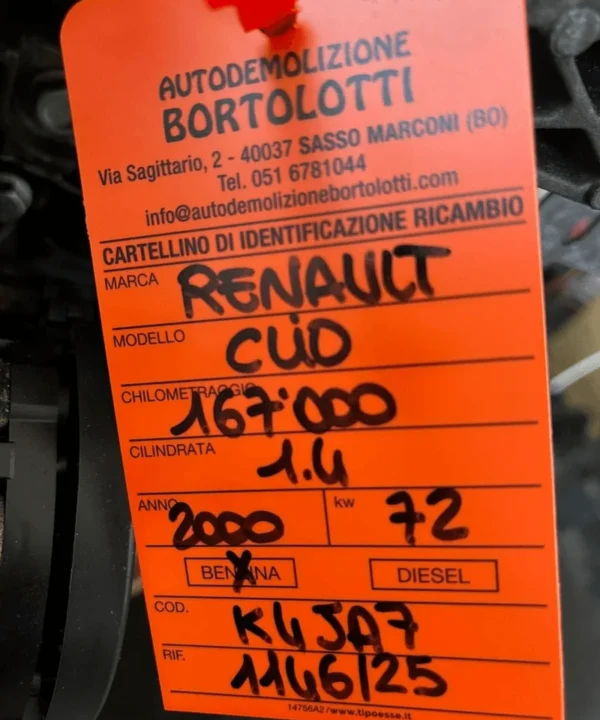 AUTODEMOLIZIONE
BORTOLOTTI
Via Sagittario, 2 - 40037 SASSO MARCONI (BO)
Tel. 051 6781044
info@autodemolizionebortolotti.com
CARTELLINO DI IDENTIFICAZIONE RICAMBIO
MARCA RENAULT
MODELLO CLIO
CHILOMETRAGGIO 167'000
CILINDRATA 1.4
ANNO 2000 kw 72
BENZINA X DIESEL
COD. K4JA7
RIF. 1146/25
14756A2/www.tipoesse.it